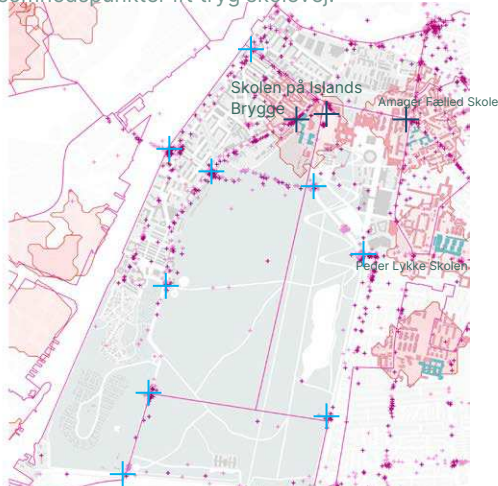 Skolen på Islands
Brygge
Amager Fælled Skole
Peder Lykke Skolen